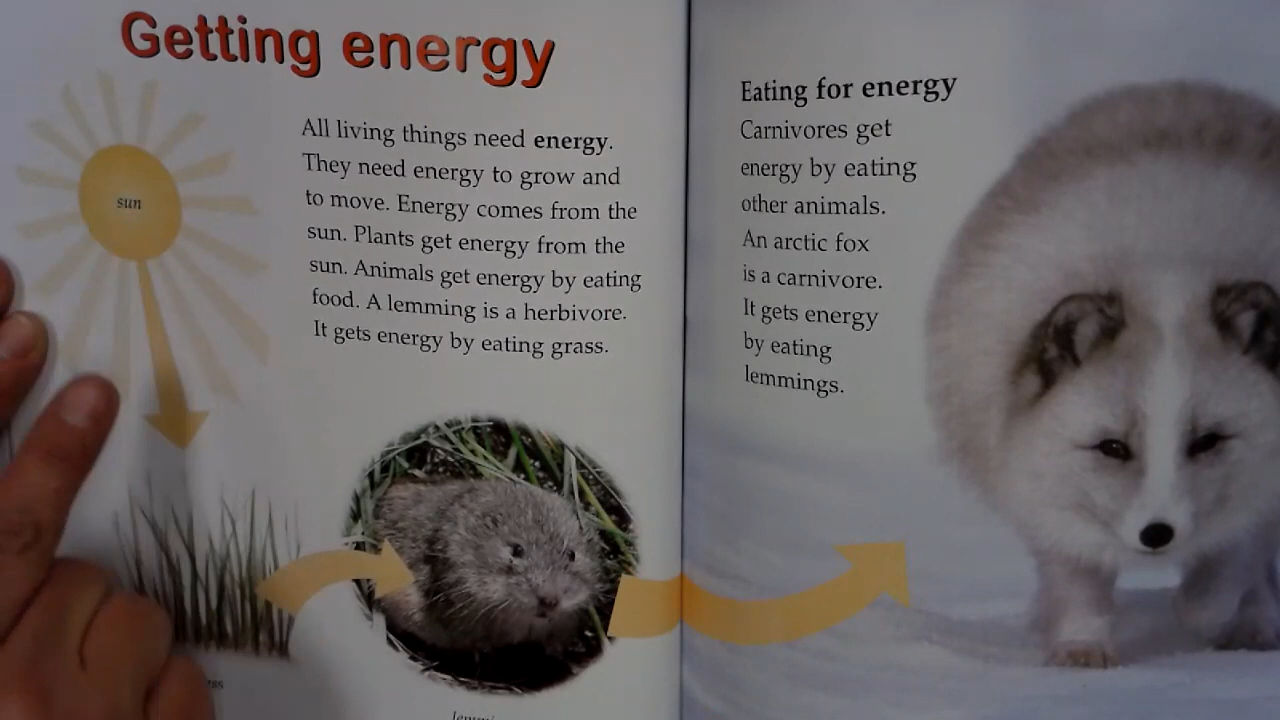 Getting energy
sun
All living things need energy.
They need energy to grow and
to move. Energy comes from the
sun. Plants get energy from the
sun. Animals get energy by eating
food. A lemming is a herbivore.
It gets energy by eating grass.
Eating for energy
Carnivores get
energy by eating
other animals.
An arctic fox
is a carnivore.
It gets energy
by eating
lemmings.